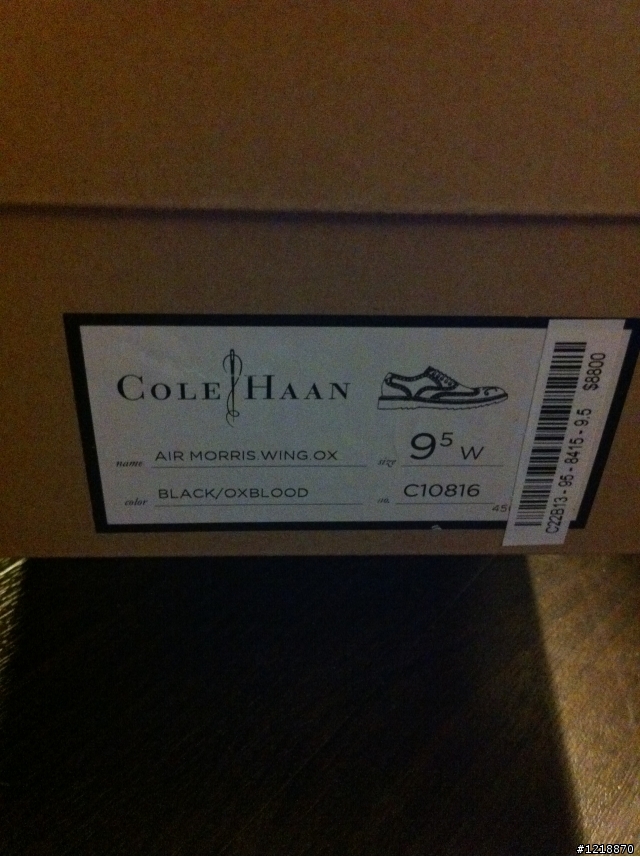 COLE HAAN
name AIR MORRIS WING OX
size 9⁵ W
color BLACK/OXBLOOD
no. C10816
45
C22813-95-8415-9.5 $8800
#1218870